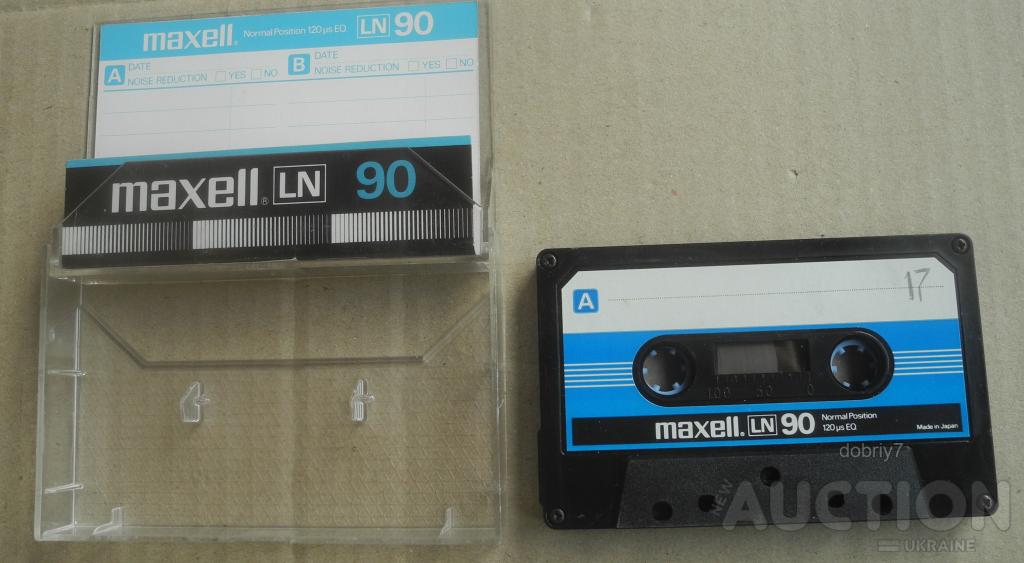 maxell. Normal Position 120 µs EQ LN 90
A DATE
NOISE REDUCTION YES NO
B DATE
NOISE REDUCTION YES NO
maxell® LN 90
A 17
100 50 0
maxell. LN 90 Normal Position
120 µs EQ
Made in Japan
dobriy7
NEW AUCTION
UKRAINE